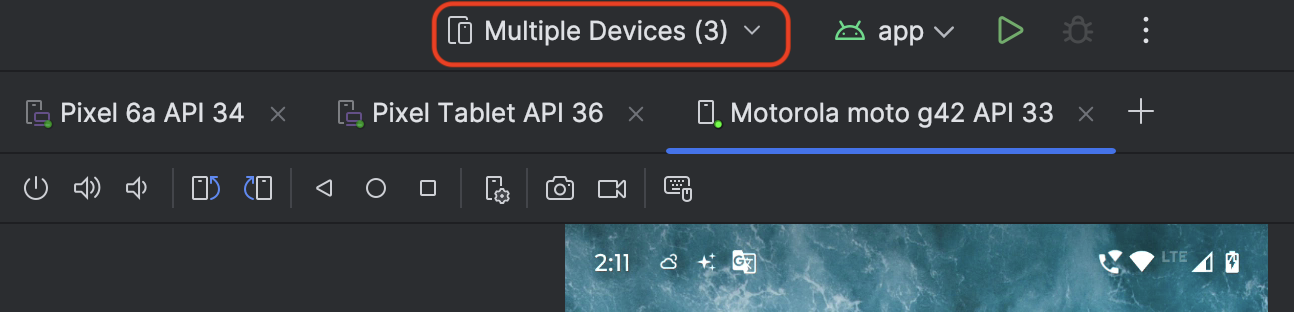 Multiple Devices (3) app
Pixel 6a API 34 Pixel Tablet API 36 Motorola moto g42 API 33
2:11 G LTE